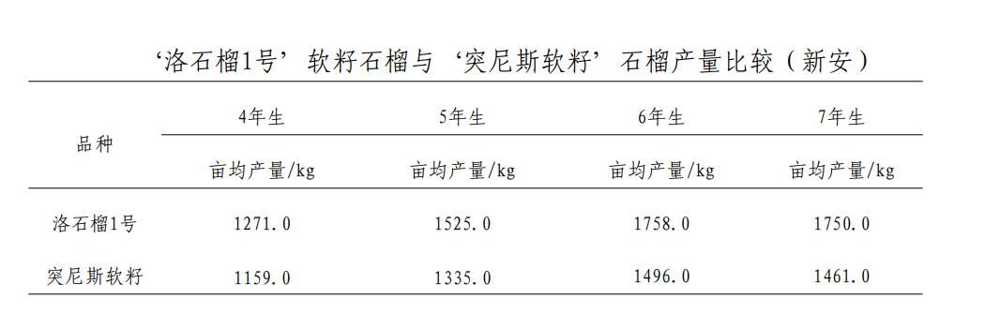 ‘洛石榴1号’软籽石榴与‘突尼斯软籽’石榴产量比较（新安）
品种 4年生 5年生 6年生 7年生
亩均产量/kg 亩均产量/kg 亩均产量/kg 亩均产量/kg
洛石榴1号 1271.0 1525.0 1758.0 1750.0
突尼斯软籽 1159.0 1335.0 1496.0 1461.0